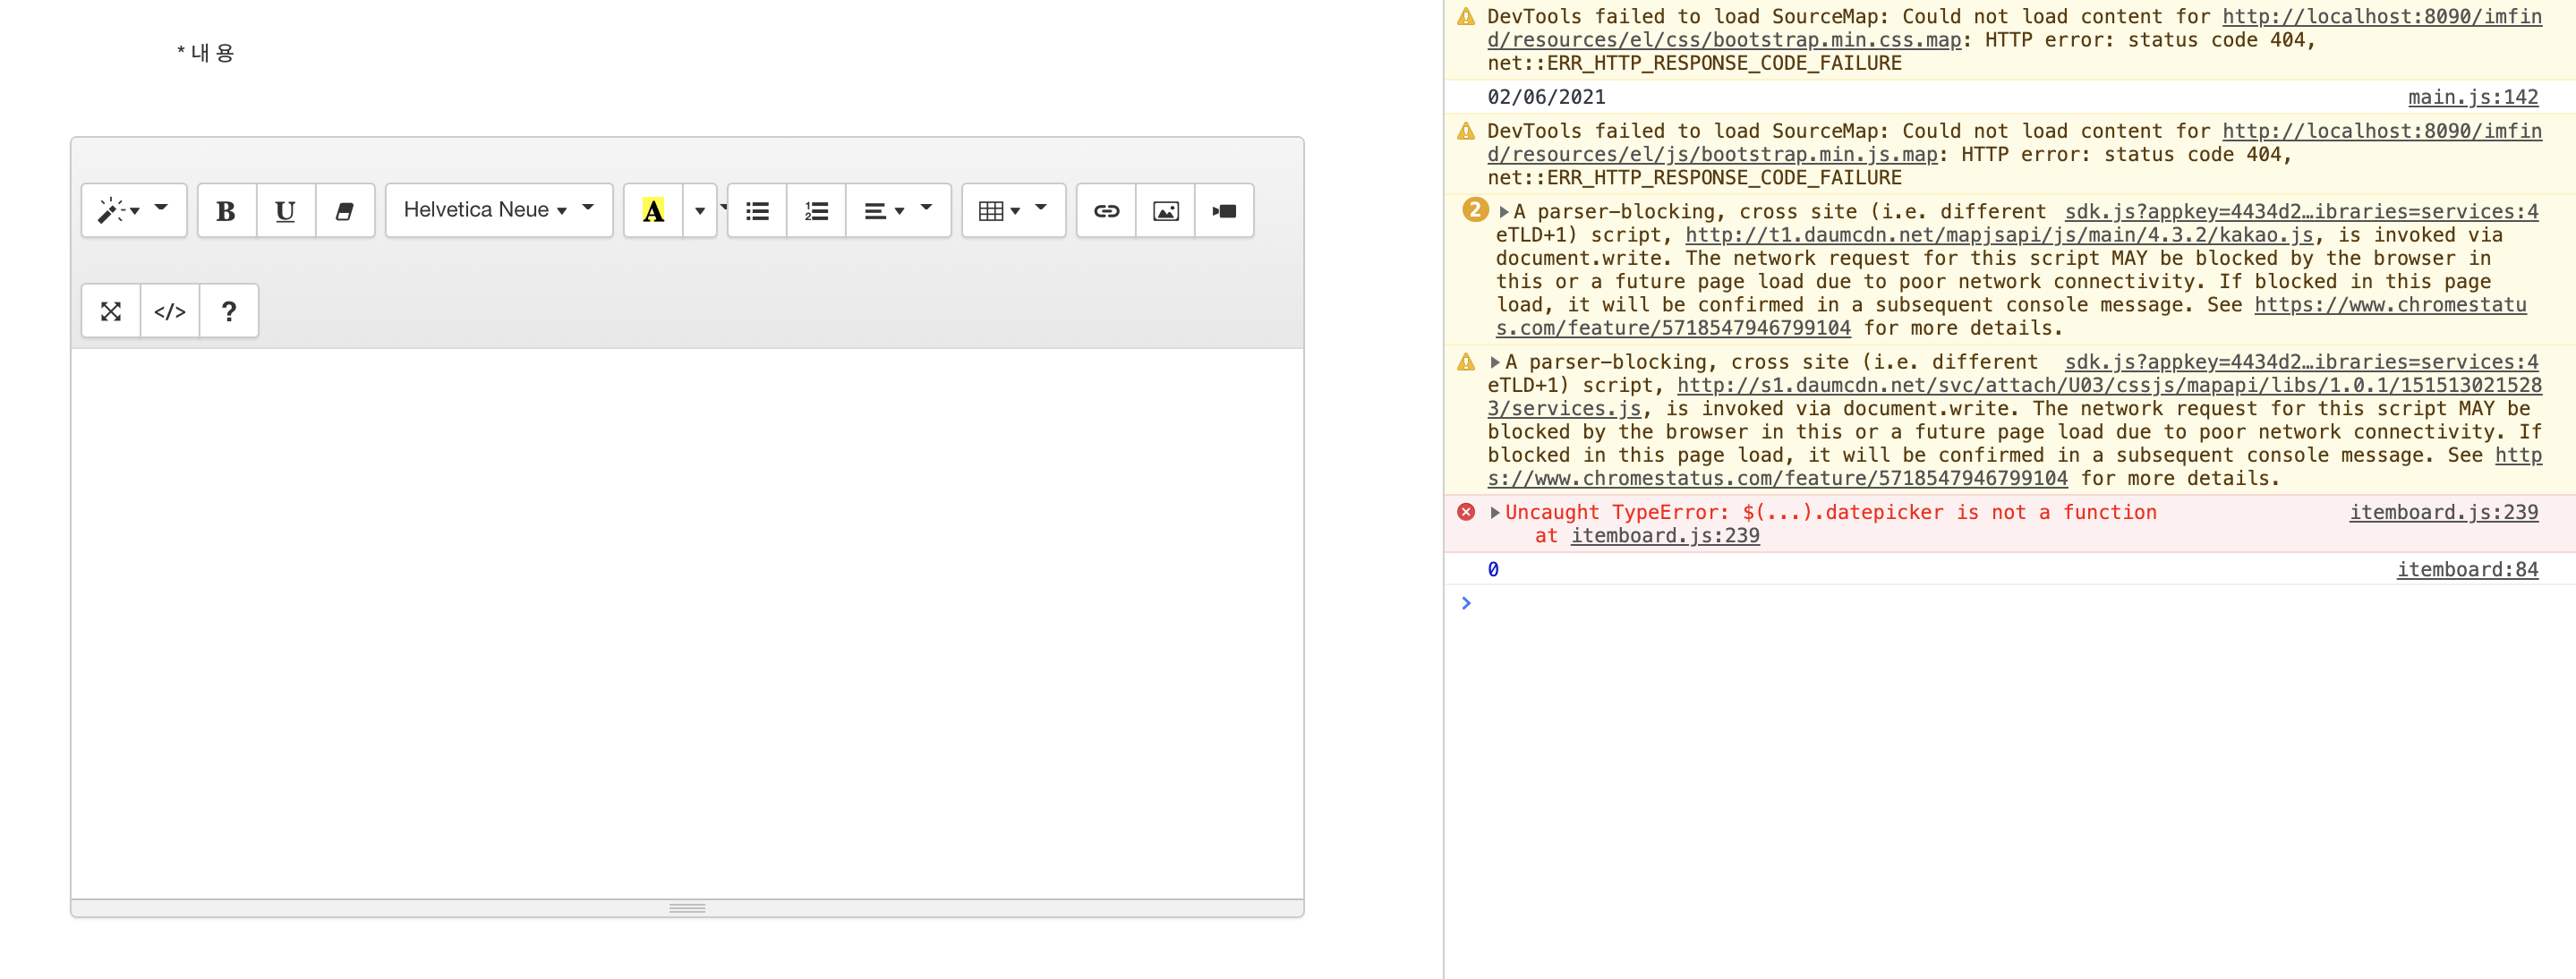 * 내 용
B U Helvetica Neue A
</> ?
DevTools failed to load SourceMap: Could not load content for http://localhost:8090/imfin
d/resources/el/css/bootstrap.min.css.map: HTTP error: status code 404,
net::ERR_HTTP_RESPONSE_CODE_FAILURE
02/06/2021 main.js:142
DevTools failed to load SourceMap: Could not load content for http://localhost:8090/imfin
d/resources/el/js/bootstrap.min.js.map: HTTP error: status code 404,
net::ERR_HTTP_RESPONSE_CODE_FAILURE
2 A parser-blocking, cross site (i.e. different sdk.js?appkey=4434d2…ibraries=services:4
eTLD+1) script, http://t1.daumcdn.net/mapjsapi/js/main/4.3.2/kakao.js, is invoked via
document.write. The network request for this script MAY be blocked by the browser in
this or a future page load due to poor network connectivity. If blocked in this page
load, it will be confirmed in a subsequent console message. See https://www.chromestatu
s.com/feature/5718547946799104 for more details.
A parser-blocking, cross site (i.e. different sdk.js?appkey=4434d2…ibraries=services:4
eTLD+1) script, http://s1.daumcdn.net/svc/attach/U03/cssjs/mapapi/libs/1.0.1/151513021528
3/services.js, is invoked via document.write. The network request for this script MAY be
blocked by the browser in this or a future page load due to poor network connectivity. If
blocked in this page load, it will be confirmed in a subsequent console message. See http
s://www.chromestatus.com/feature/5718547946799104 for more details.
Uncaught TypeError: $(...).datepicker is not a function itemboard.js:239
at itemboard.js:239
0 itemboard:84